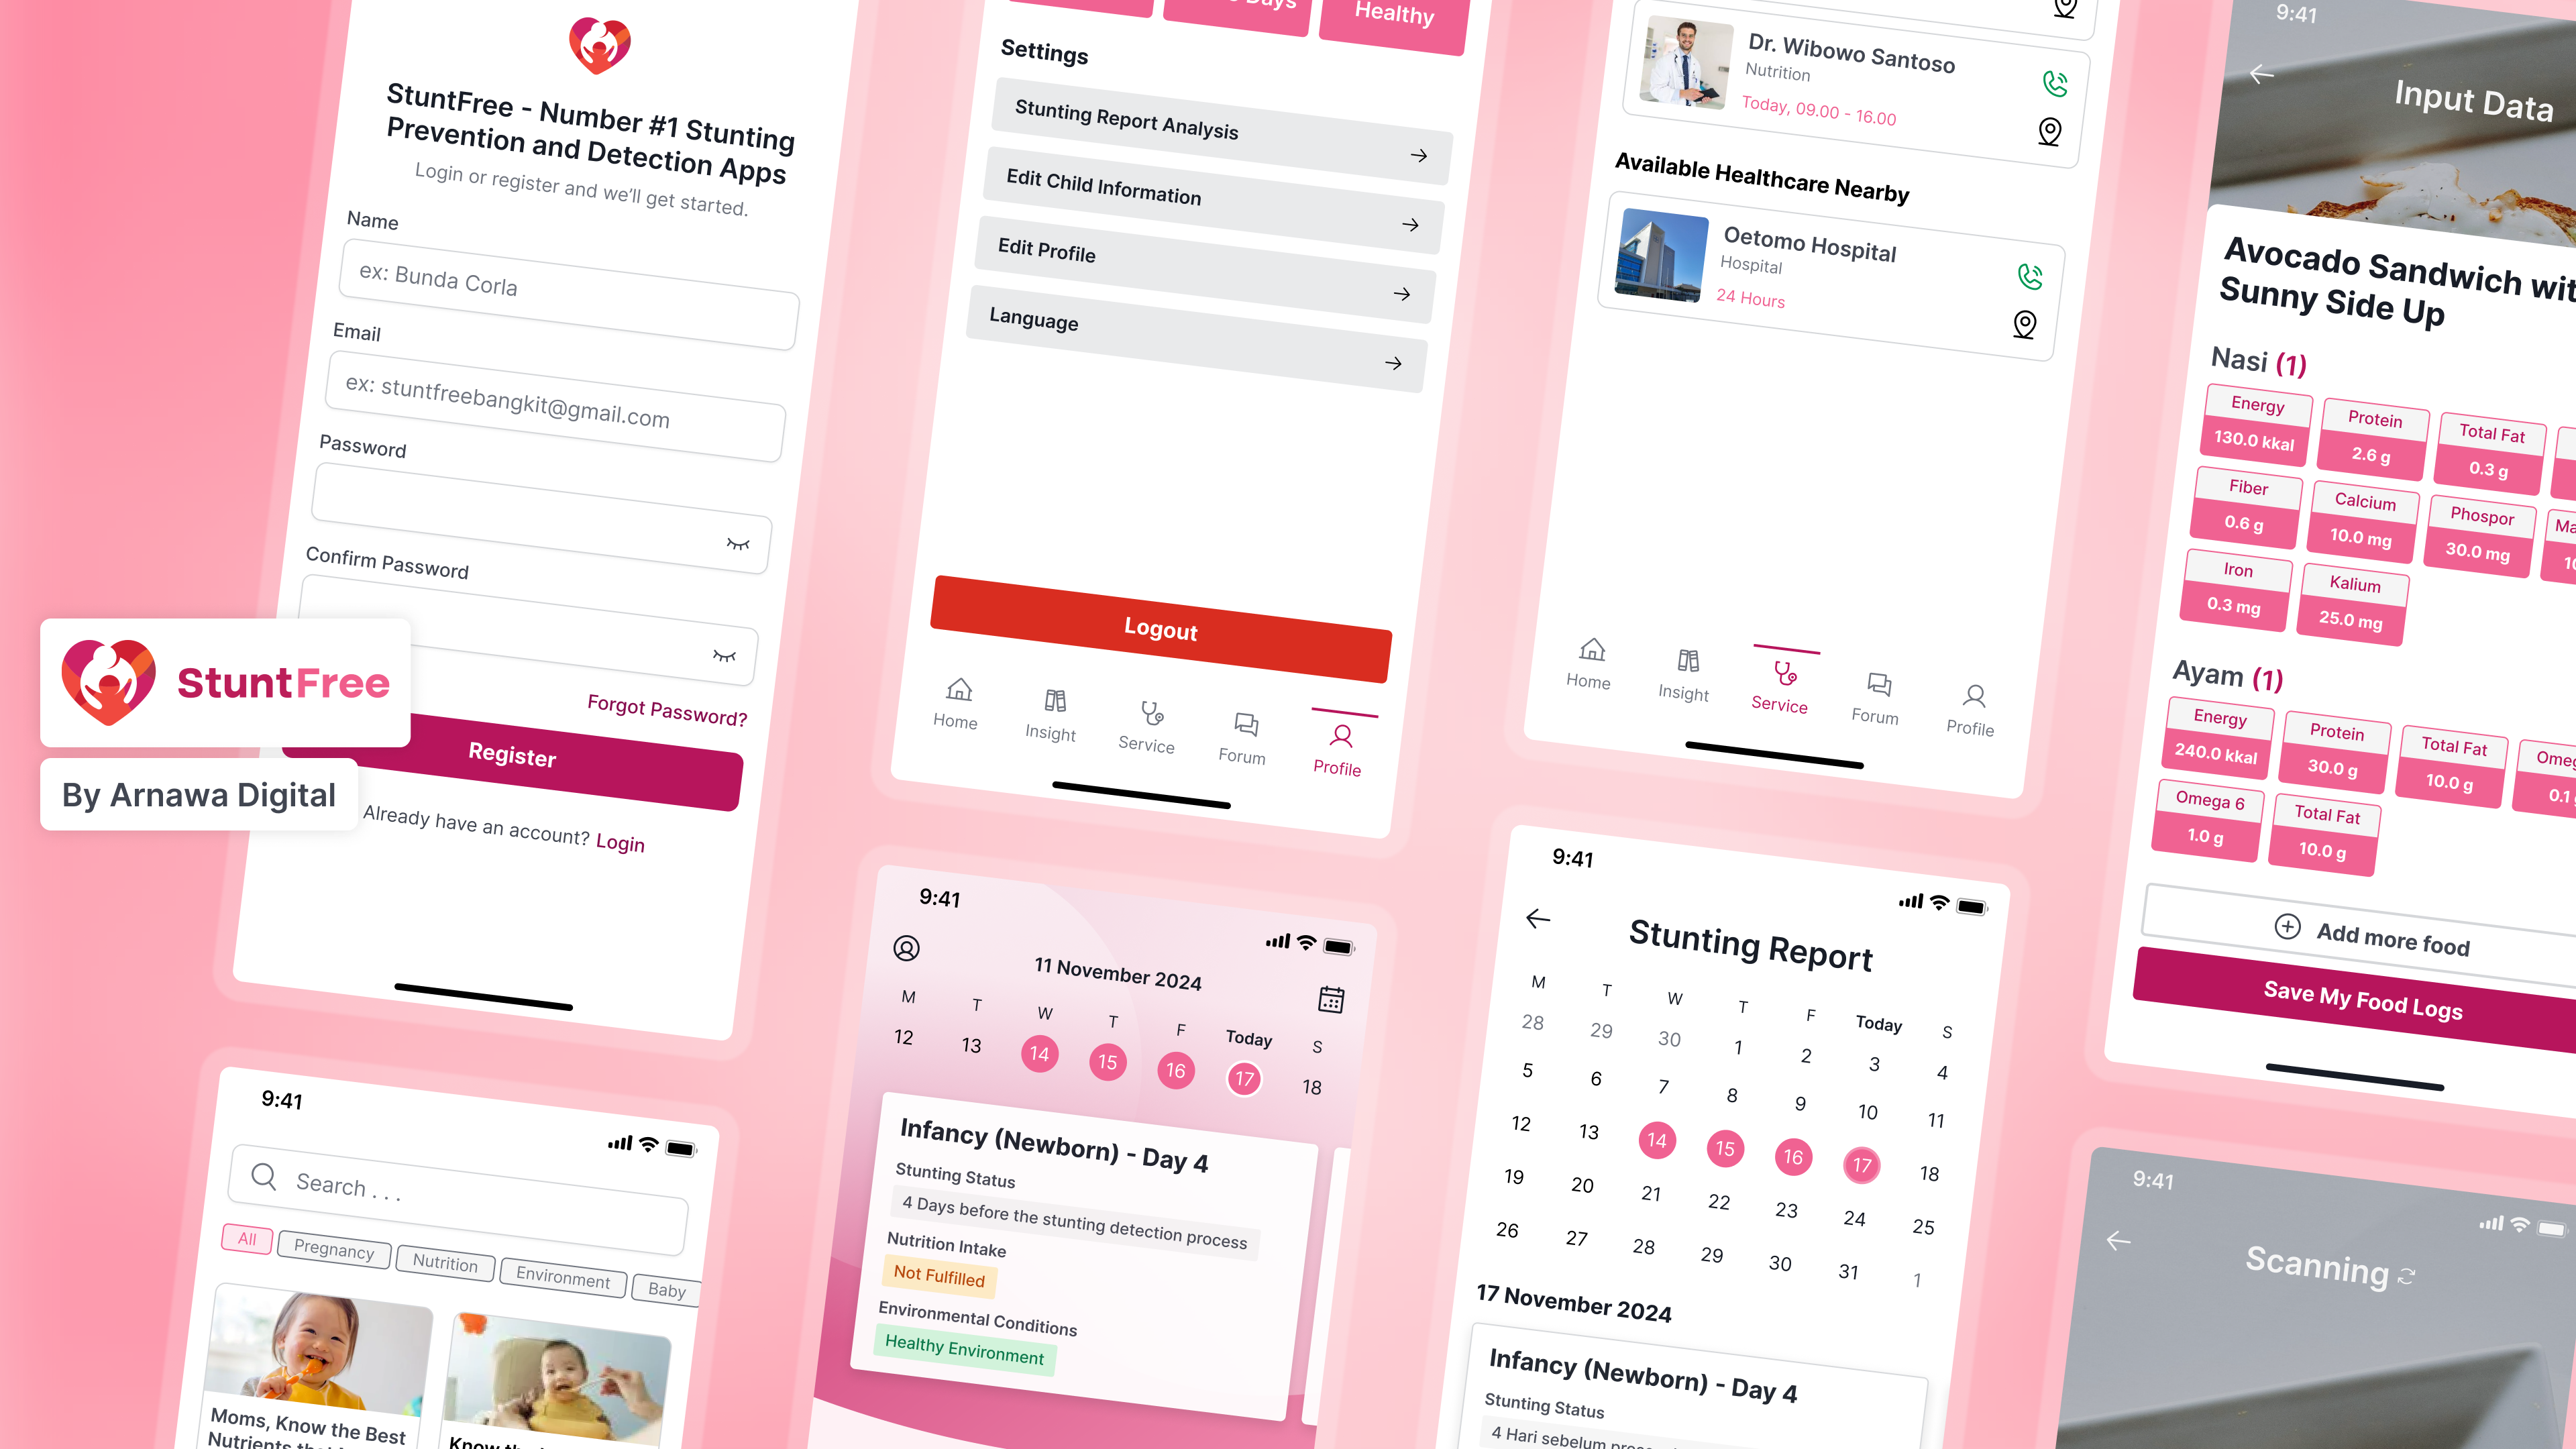 StuntFree - Number #1 Stunting
Prevention and Detection Apps
Login or register and we'll get started.
Name
ex: Bunda Corla
Email
ex: stuntfreebangkit@gmail.com
Password
Confirm Password
Forgot Password?
Register
Already have an account? Login
StuntFree
By Arnawa Digital
9:41
Search . . .
All
Pregnancy
Nutrition
Environment
Baby
Moms, Know the Best
Nutrients
Know
Days
Healthy
Settings
Stunting Report Analysis
Edit Child Information
Edit Profile
Language
Logout
Home
Insight
Service
Forum
Profile
9:41
11 November 2024
M T W T F Today S
12 13 14 15 16 17 18
Infancy (Newborn) - Day 4
Stunting Status
4 Days before the stunting detection process
Nutrition Intake
Not Fulfilled
Environmental Conditions
Healthy Environment
Dr. Wibowo Santoso
Nutrition
Today, 09.00 - 16.00
Available Healthcare Nearby
Oetomo Hospital
Hospital
24 Hours
Home
Insight
Service
Forum
Profile
9:41
Stunting Report
M T W T F Today S
28 29 30 1 2 3 4
5 6 7 8 9 10 11
12 13 14 15 16 17 18
19 20 21 22 23 24 25
26 27 28 29 30 31 1
17 November 2024
Infancy (Newborn) - Day 4
Stunting Status
4 Hari sebelum
9:41
Input Data
Avocado Sandwich
Sunny Side Up
Nasi (1)
Energy
130.0 kkal
Protein
2.6 g
Total Fat
0.3 g
Fiber
0.6 g
Calcium
10.0 mg
Phospor
30.0 mg
Iron
0.3 mg
Kalium
25.0 mg
Ayam (1)
Energy
240.0 kkal
Protein
30.0 g
Total Fat
10.0 g
0.1
Omega 6
1.0 g
Total Fat
10.0 g
Add more food
Save My Food Logs
9:41
Scanning